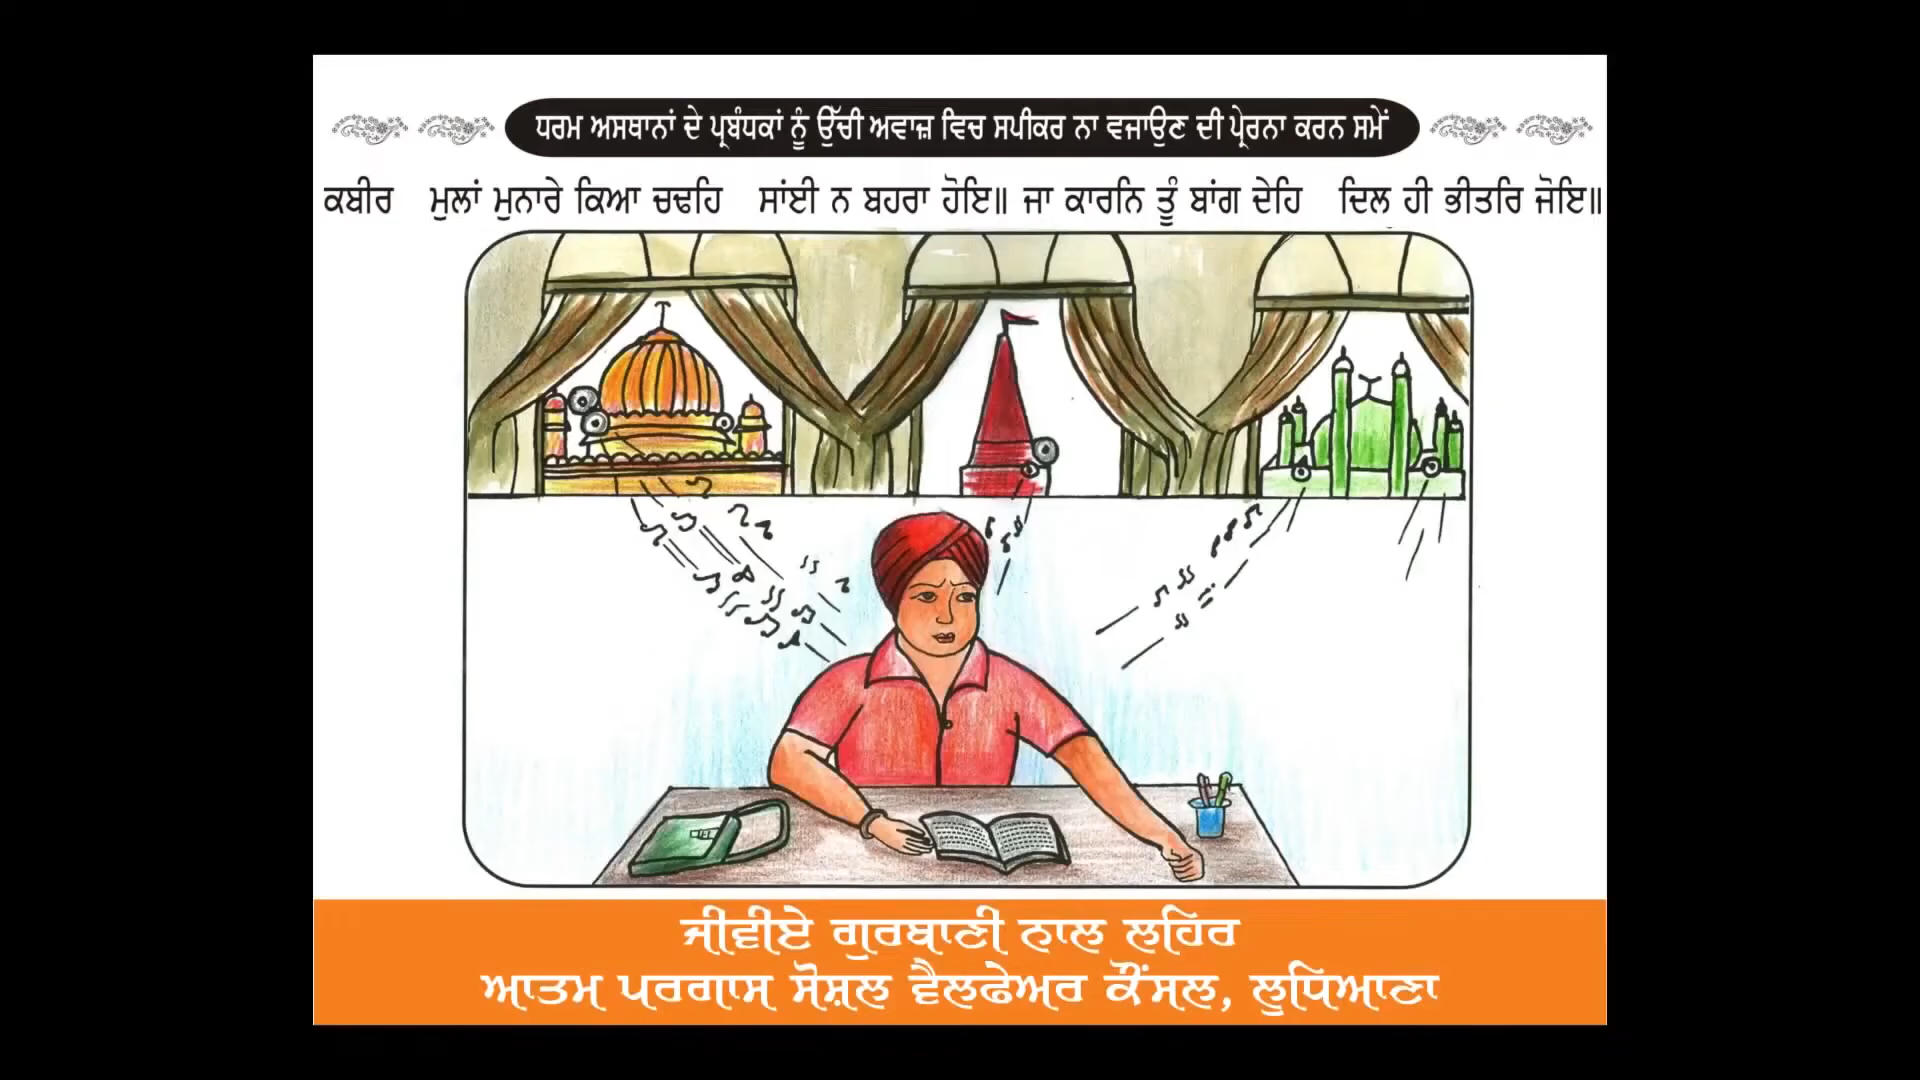 ਧਰਮ ਅਸਥਾਨਾਂ ਦੇ ਪ੍ਰਬੰਧਕਾਂ ਨੂੰ ਉੱਚੀ ਅਵਾਜ਼ ਵਿਚ ਸਪੀਕਰ ਨਾ ਵਜਾਉਣ ਦੀ ਪ੍ਰੇਰਨਾ ਕਰਨ ਸਮੇਂ
ਕਬੀਰ ਮੁਲਾਂ ਮੁਨਾਰੇ ਕਿਆ ਚਢਹਿ ਸਾਂਈ ਨ ਬਹਰਾ ਹੋਇ॥ ਜਾ ਕਾਰਨਿ ਤੂੰ ਬਾਂਗ ਦੇਹਿ ਦਿਲ ਹੀ ਭੀਤਰਿ ਜੋਇ॥
ਜੀਵੀਏ ਗੁਰਬਾਣੀ ਨਾਲ ਲਹਿਰ
ਆਤਮ ਪਰਗਾਸ ਸੋਸ਼ਲ ਵੈਲਫੇਅਰ ਕੌਂਸਲ, ਲੁਧਿਆਣਾ